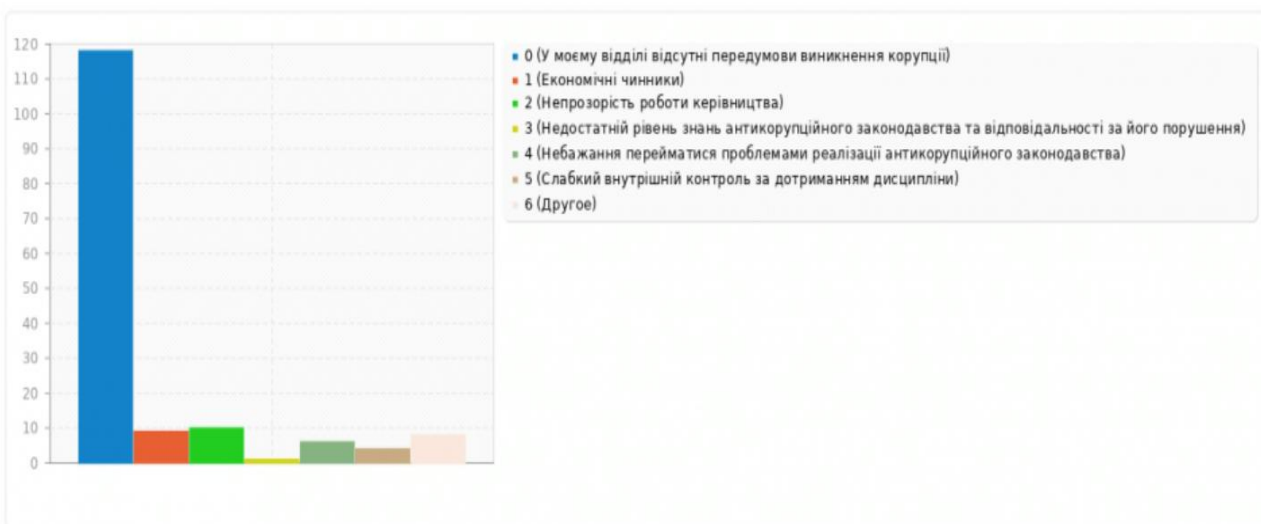 120
110
100
90
80
70
60
50
40
30
20
10
0
0 (У моєму відділі відсутні передумови виникнення корупції)
1 (Економічні чинники)
2 (Непрозорість роботи керівництва)
3 (Недостатній рівень знань антикорупційного законодавства та відповідальності за його порушення)
4 (Небажання перейматися проблемами реалізації антикорупційного законодавства)
5 (Слабкий внутрішній контроль за дотриманням дисципліни)
6 (Другое)